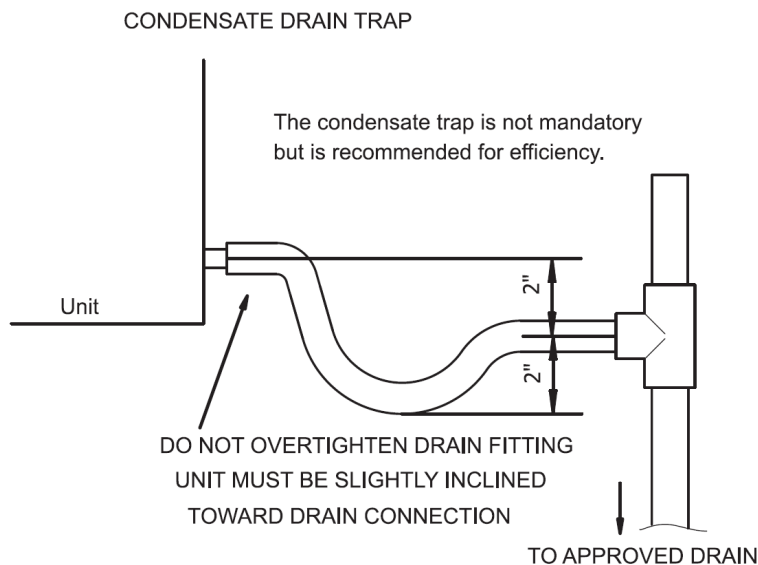 CONDENSATE DRAIN TRAP
The condensate trap is not mandatory
but is recommended for efficiency.
2"
Unit
2"
DO NOT OVERTIGHTEN DRAIN FITTING
UNIT MUST BE SLIGHTLY INCLINED
TOWARD DRAIN CONNECTION
TO APPROVED DRAIN